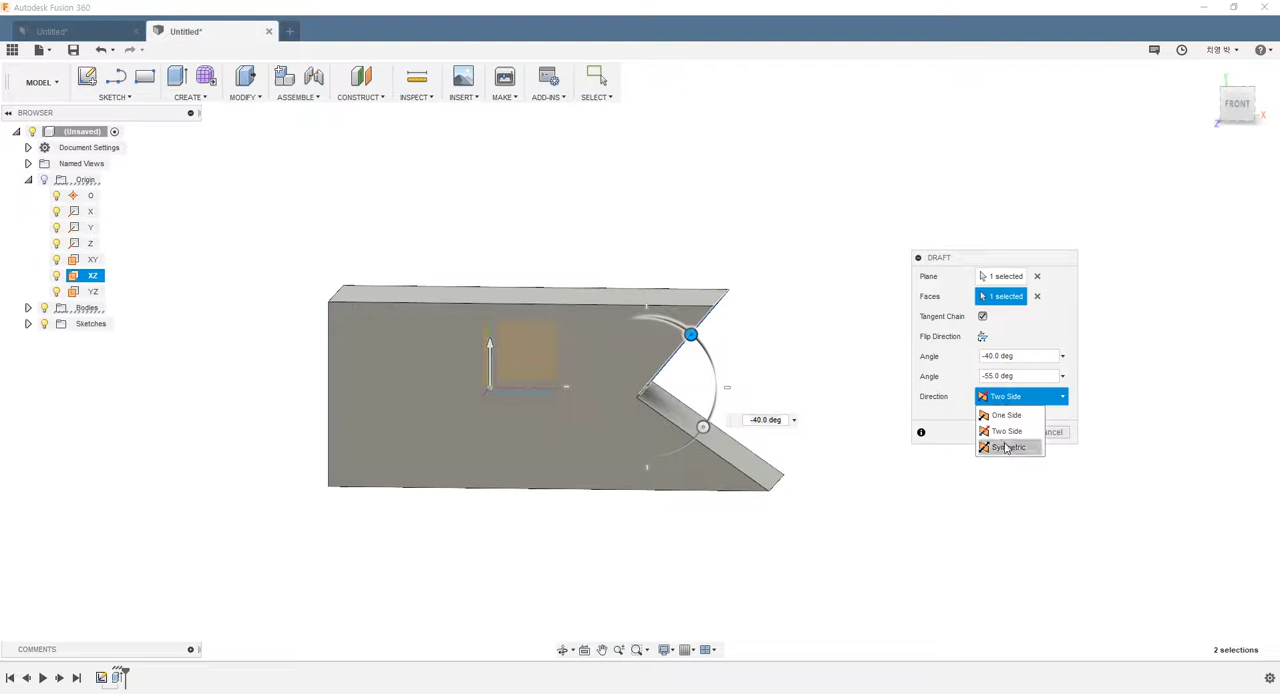 Autodesk Fusion 360
Untitled*
Untitled*
치영 박
MODEL
SKETCH
CREATE
MODIFY
ASSEMBLE
CONSTRUCT
INSPECT
INSERT
MAKE
ADD-INS
SELECT
BROWSER
(Unsaved)
Document Settings
Named Views
Origin
O
X
Y
Z
XY
XZ
YZ
Bodies
Sketches
Y
FRONT
X
Z
DRAFT
Plane 1 selected
Faces 1 selected
Tangent Chain
Flip Direction
Angle -40.0 deg
Angle -55.0 deg
Direction Two Side
One Side
Two Side
Symmetric
-40.0 deg
COMMENTS
2 selections